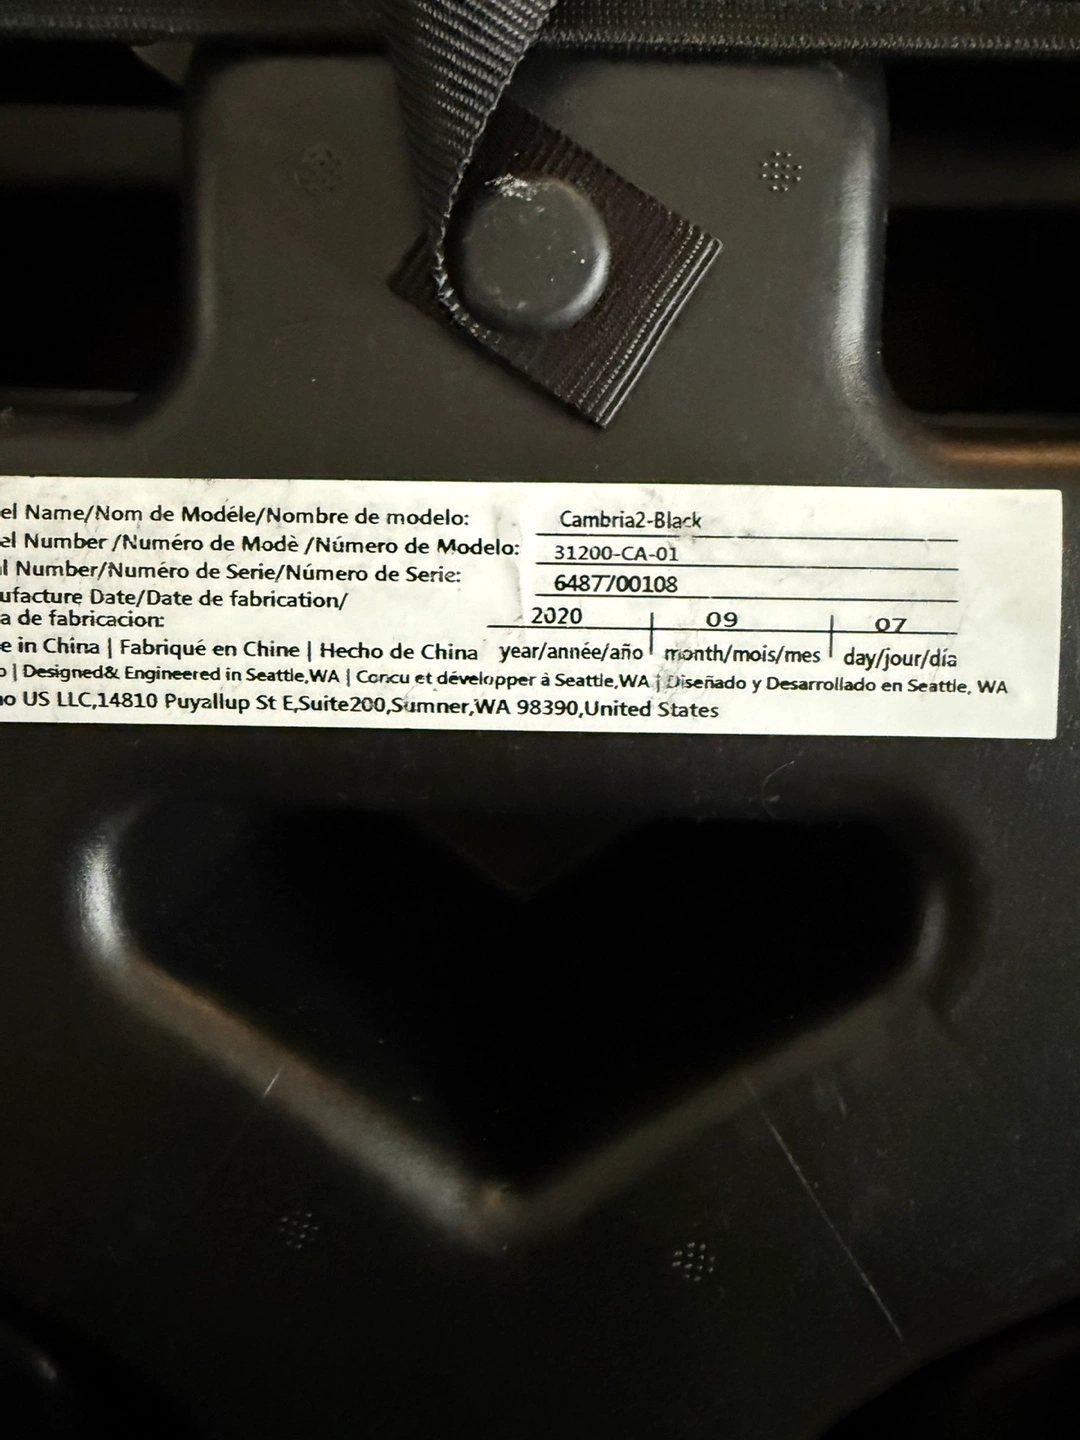 el Name/Nom de Modéle/Nombre de modelo: Cambria2-Black
el Number /Numéro de Modè /Número de Modelo: 31200-CA-01
l Number/Numéro de Serie/Número de Serie: 6487700108
ufacture Date/Date de fabrication/
a de fabricacion: 2020 | 09 | 07
e in China | Fabriqué en Chine | Hecho de China year/année/año | month/mois/mes | day/jour/día
o | Designed& Engineered in Seattle,WA | Concu et développer à Seattle,WA | Diseñado y Desarrollado en Seattle, WA
no US LLC,14810 Puyallup St E,Suite200,Sumner,WA 98390,United States